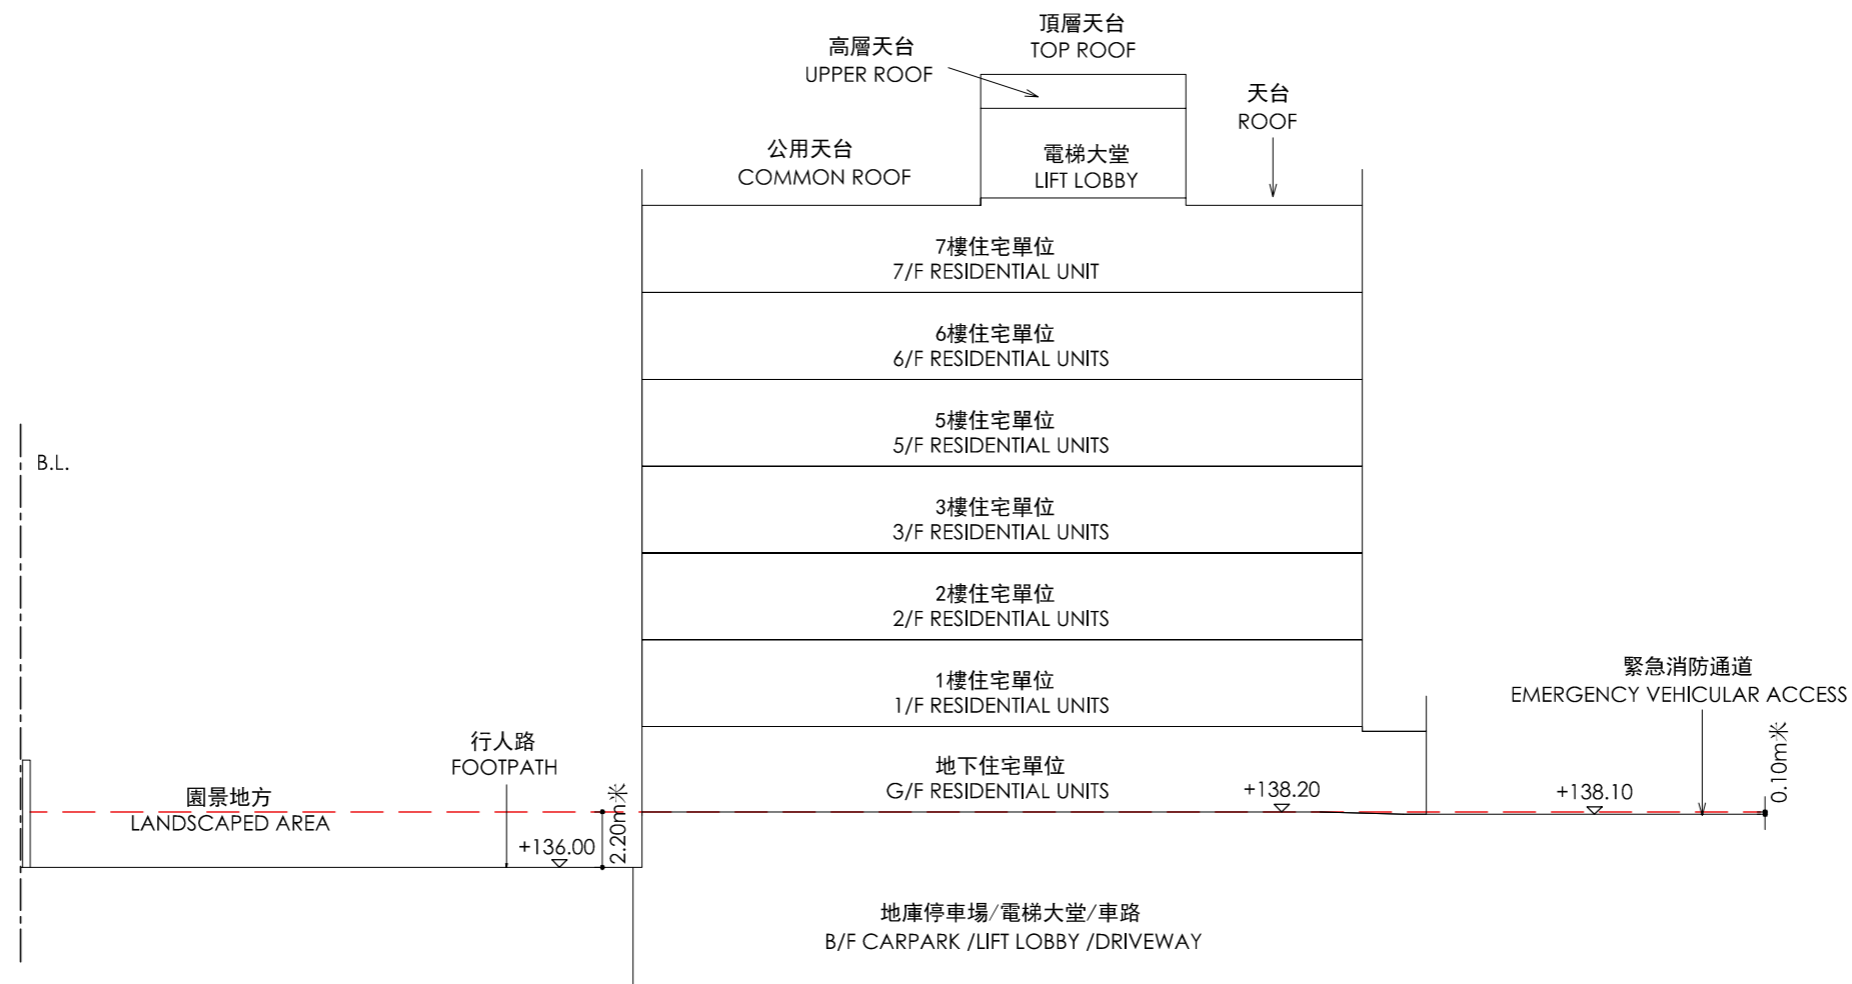 頂層天台
TOP ROOF
高層天台
UPPER ROOF
天台
ROOF
公用天台
COMMON ROOF
電梯大堂
LIFT LOBBY
7樓住宅單位
7/F RESIDENTIAL UNIT
6樓住宅單位
6/F RESIDENTIAL UNITS
5樓住宅單位
5/F RESIDENTIAL UNITS
B.L.
3樓住宅單位
3/F RESIDENTIAL UNITS
2樓住宅單位
2/F RESIDENTIAL UNITS
1樓住宅單位
1/F RESIDENTIAL UNITS
緊急消防通道
EMERGENCY VEHICULAR ACCESS
行人路
FOOTPATH
地下住宅單位
G/F RESIDENTIAL UNITS
+138.20
+138.10
0.10m米
園景地方
LANDSCAPED AREA
+136.00
2.20m米
地庫停車場/電梯大堂/車路
B/F CARPARK /LIFT LOBBY /DRIVEWAY